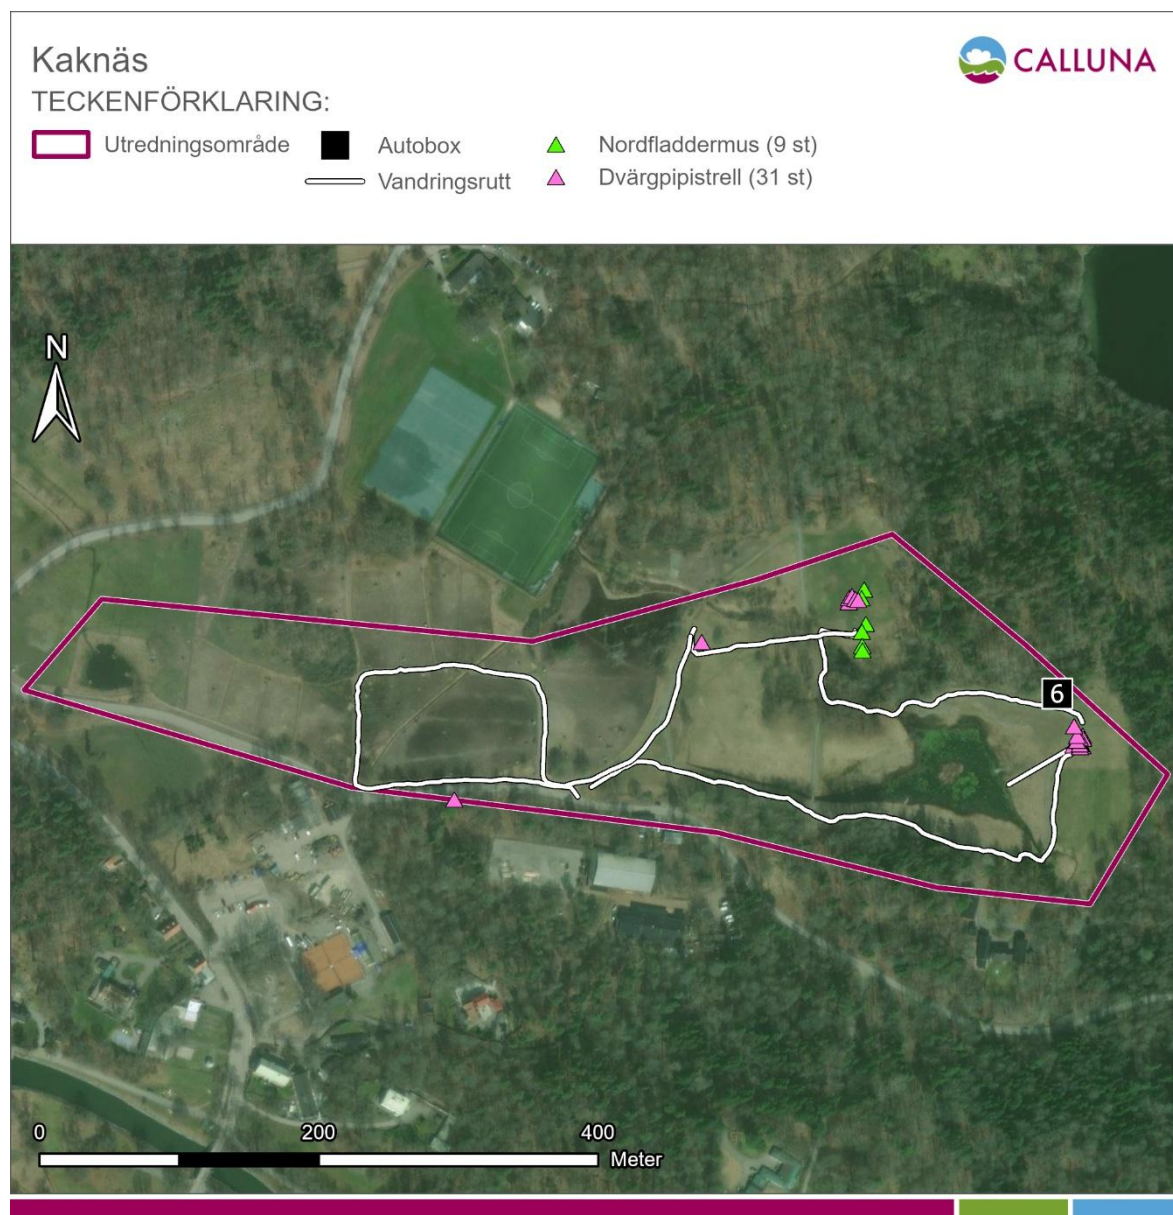 Kaknäs
CALLUNA
TECKENFÖRKLARING:
Utredningsområde
Autobox
Nordfladdermus (9 st)
Vandringsrutt
Dvärgpipistrell (31 st)
N
6
0 200 400
Meter